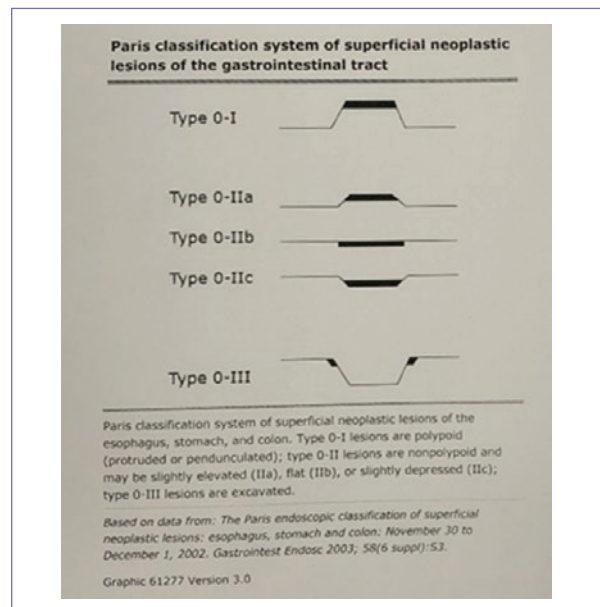 Paris classification system of superficial neoplastic
lesions of the gastrointestinal tract
Type 0-I
Type 0-IIa
Type 0-IIb
Type 0-IIc
Type 0-III
Paris classification system of superficial neoplastic lesions of the
esophagus, stomach, and colon. Type 0-I lesions are polypoid
(protruded or pendunculated); type 0-II lesions are nonpolypoid and
may be slightly elevated (IIa), flat (IIb), or slightly depressed (IIc);
type 0-III lesions are excavated.
Based on data from: The Paris endoscopic classification of superficial
neoplastic lesions: esophagus, stomach and colon: November 30 to
December 1, 2002. Gastrointest Endosc 2003; 58(6 suppl):S3.
Graphic 61277 Version 3.0